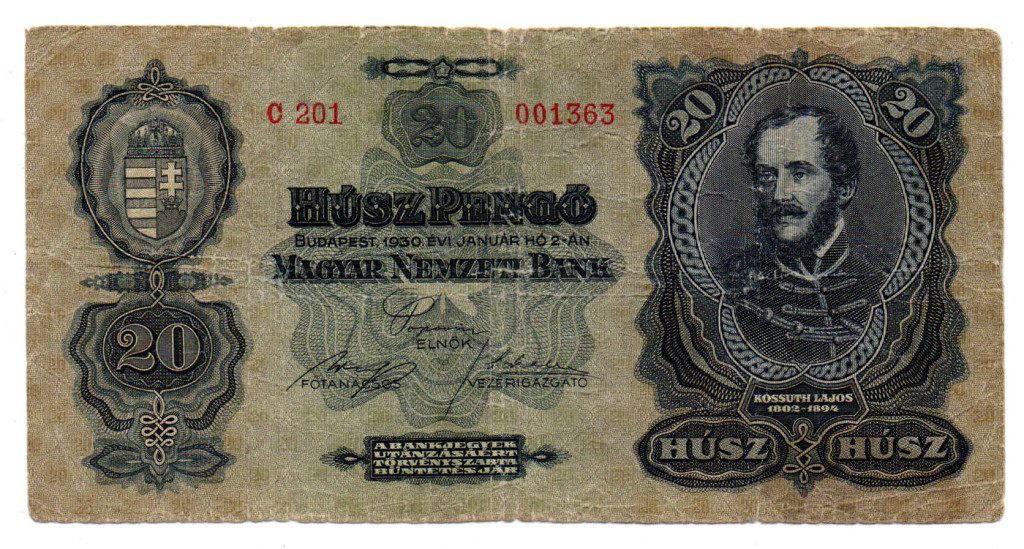 C 201
001363
20
20
20
HÚSZ PENGŐ
BUDAPEST, 1930. ÉVI JANUÁR HÓ 2-ÁN
MAGYAR NEMZETI BANK
ELNÖK
FŐTANÁCSOS
VEZÉRIGAZGATÓ
20
KOSSUTH LAJOS
1802-1894
A BANKJEGYEK
UTÁNZÁSÁÉRT
TÖRVÉNYSZABTA
BÜNTETÉS JÁR
HÚSZ
HÚSZ